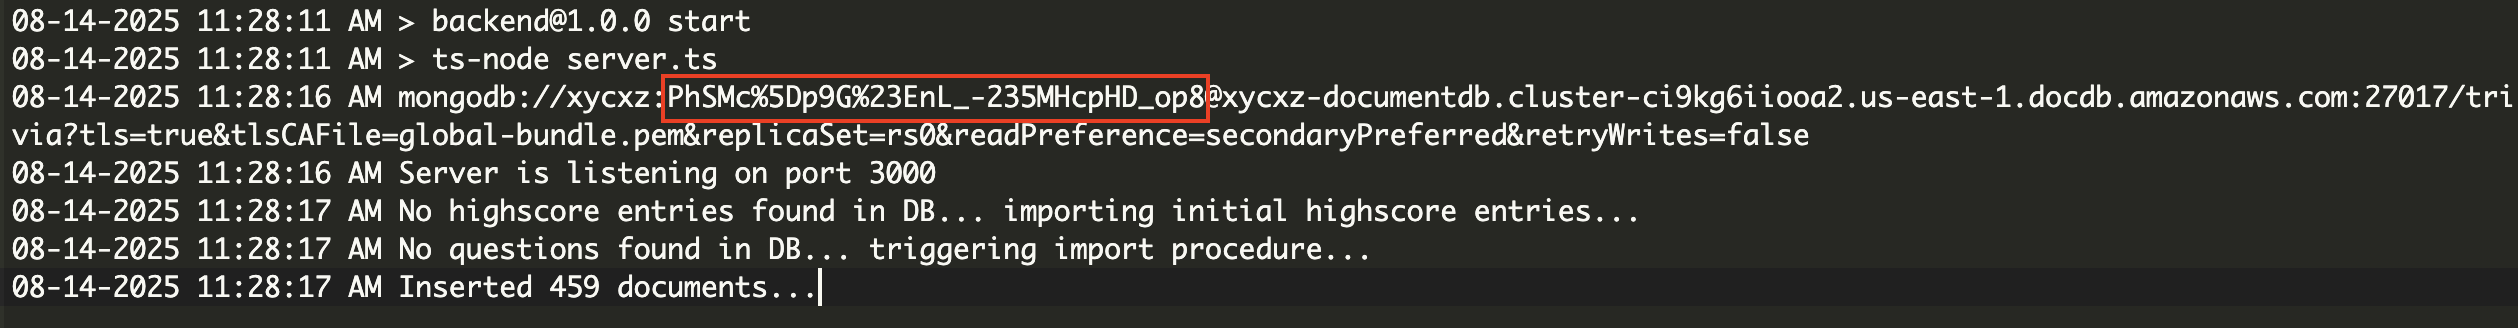 08-14-2025 11:28:11 AM > backend@1.0.0 start
08-14-2025 11:28:11 AM > ts-node server.ts
08-14-2025 11:28:16 AM mongodb://xycxz:PhSMc%5Dp9G%23EnL_-235MHcpHD_op8@xycxz-documentdb.cluster-ci9kg6iiooa2.us-east-1.docdb.amazonaws.com:27017/tri
via?tls=true&tlsCAFile=global-bundle.pem&replicaSet=rs0&readPreference=secondaryPreferred&retryWrites=false
08-14-2025 11:28:16 AM Server is listening on port 3000
08-14-2025 11:28:17 AM No highscore entries found in DB... importing initial highscore entries...
08-14-2025 11:28:17 AM No questions found in DB... triggering import procedure...
08-14-2025 11:28:17 AM Inserted 459 documents...